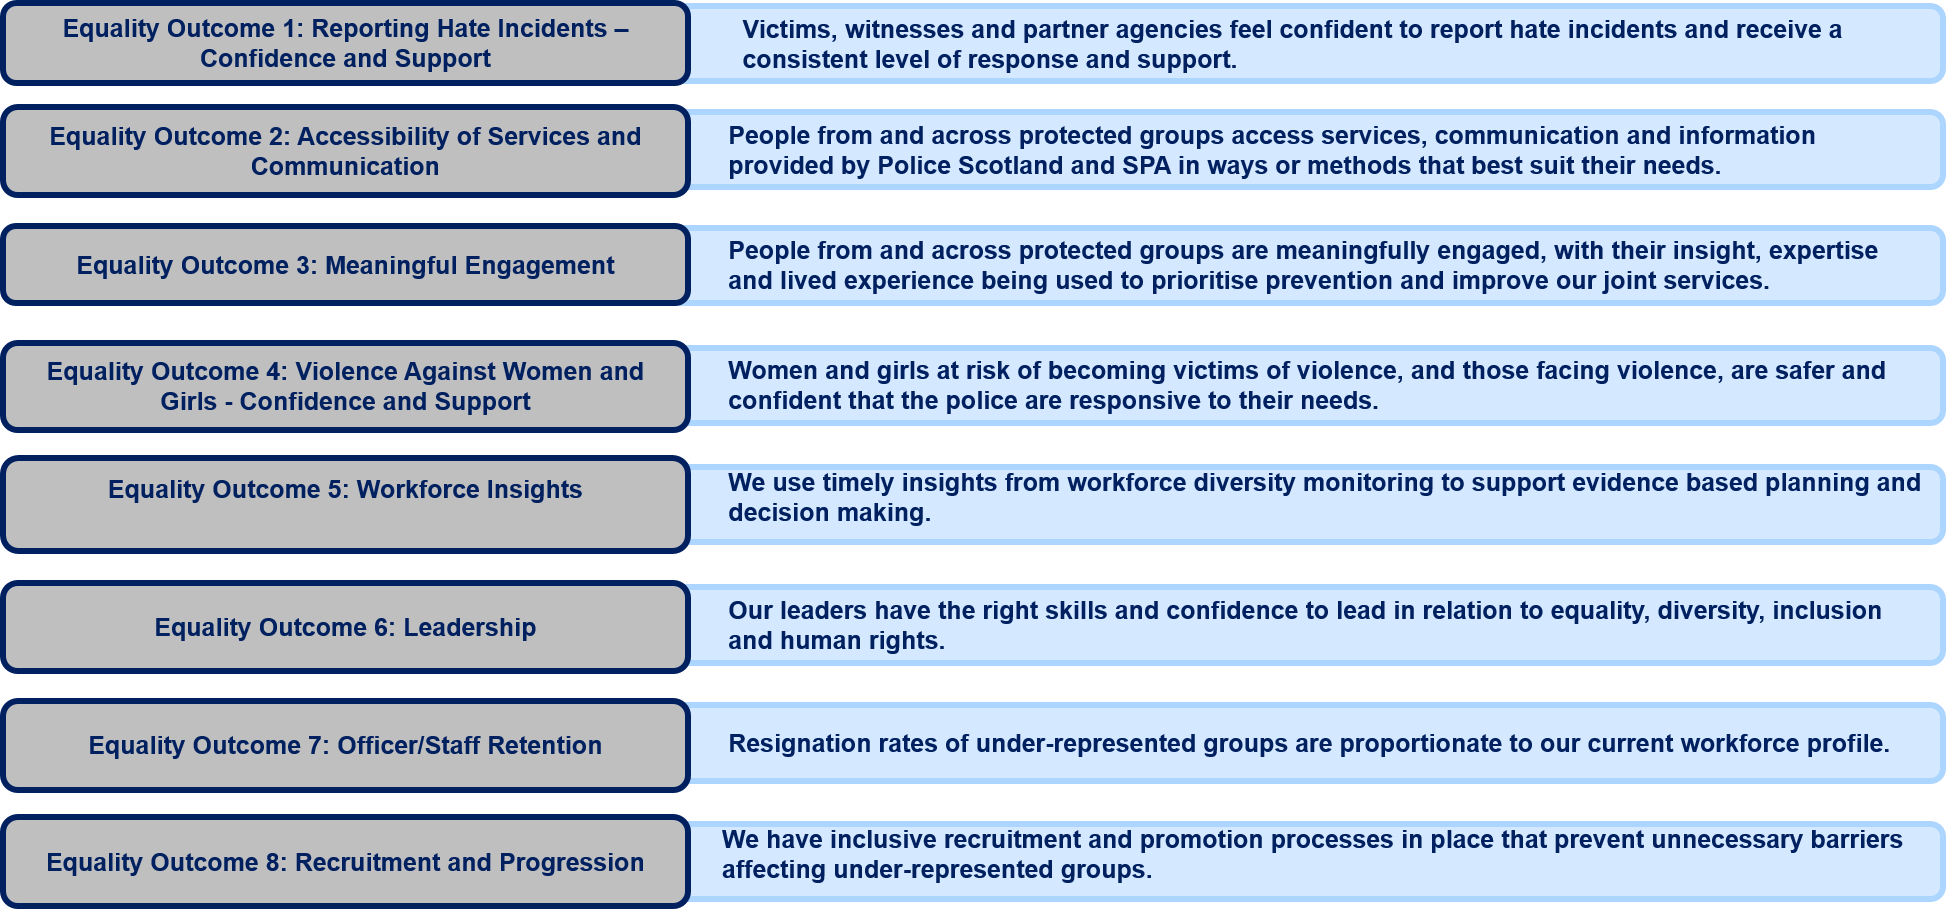 Equality Outcome 1: Reporting Hate Incidents –
Confidence and Support
Victims, witnesses and partner agencies feel confident to report hate incidents and receive a
consistent level of response and support.
Equality Outcome 2: Accessibility of Services and
Communication
People from and across protected groups access services, communication and information
provided by Police Scotland and SPA in ways or methods that best suit their needs.
Equality Outcome 3: Meaningful Engagement
People from and across protected groups are meaningfully engaged, with their insight, expertise
and lived experience being used to prioritise prevention and improve our joint services.
Equality Outcome 4: Violence Against Women and
Girls - Confidence and Support
Women and girls at risk of becoming victims of violence, and those facing violence, are safer and
confident that the police are responsive to their needs.
Equality Outcome 5: Workforce Insights
We use timely insights from workforce diversity monitoring to support evidence based planning and
decision making.
Equality Outcome 6: Leadership
Our leaders have the right skills and confidence to lead in relation to equality, diversity, inclusion
and human rights.
Equality Outcome 7: Officer/Staff Retention
Resignation rates of under-represented groups are proportionate to our current workforce profile.
Equality Outcome 8: Recruitment and Progression
We have inclusive recruitment and promotion processes in place that prevent unnecessary barriers
affecting under-represented groups.